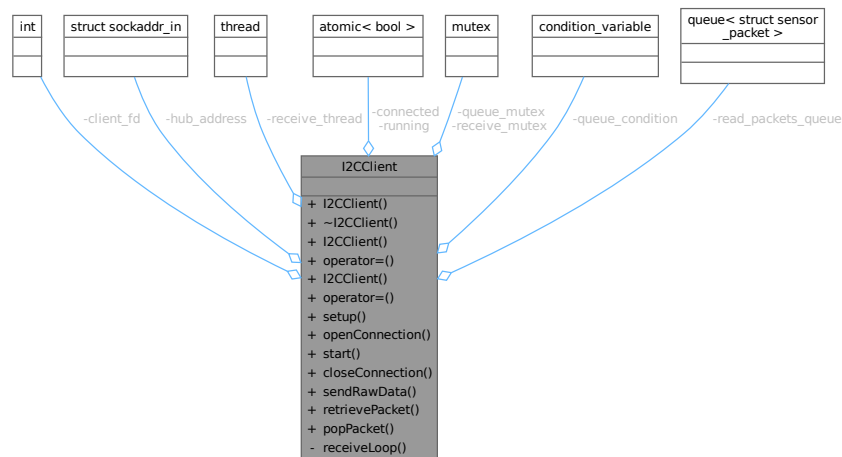 int
struct sockaddr_in
thread
atomic< bool >
mutex
condition_variable
queue< struct sensor
_packet >
-client_fd
-hub_address
-receive_thread
-connected
-running
-queue_mutex
-receive_mutex
-queue_condition
-read_packets_queue
I2CClient
+ I2CClient()
+ ~I2CClient()
+ I2CClient()
+ operator=()
+ I2CClient()
+ operator=()
+ setup()
+ openConnection()
+ start()
+ closeConnection()
+ sendRawData()
+ retrievePacket()
+ popPacket()
- receiveLoop()